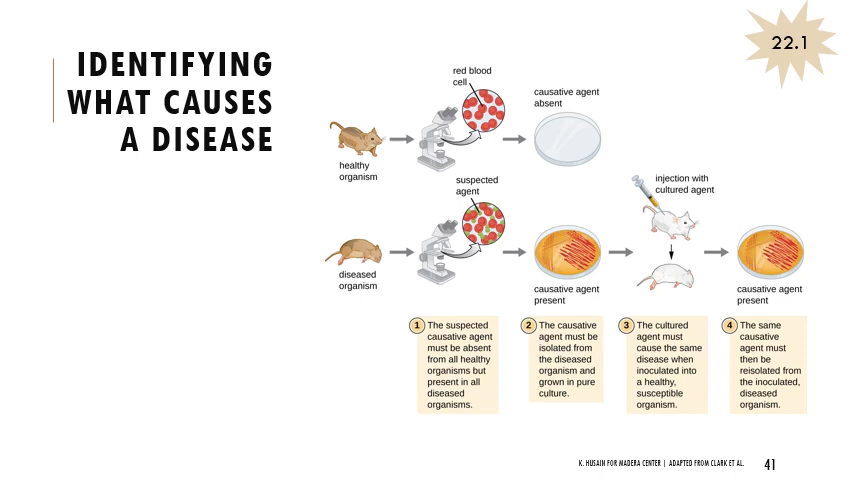 22.1
IDENTIFYING
WHAT CAUSES
A DISEASE
red blood
cell
causative agent
absent
healthy
organism
suspected
agent
injection with
cultured agent
diseased
organism
causative agent
present
causative agent
present
1 The suspected
causative agent
must be absent
from all healthy
organisms but
present in all
diseased
organisms.
2 The causative
agent must be
isolated from
the diseased
organism and
grown in pure
culture.
3 The cultured
agent must
cause the same
disease when
inoculated into
a healthy,
susceptible
organism.
4 The same
causative
agent must
then be
reisolated from
the inoculated,
diseased
organism.
K. HUSAIN FOR MADERA CENTER | ADAPTED FROM CLARK ET AL. 41